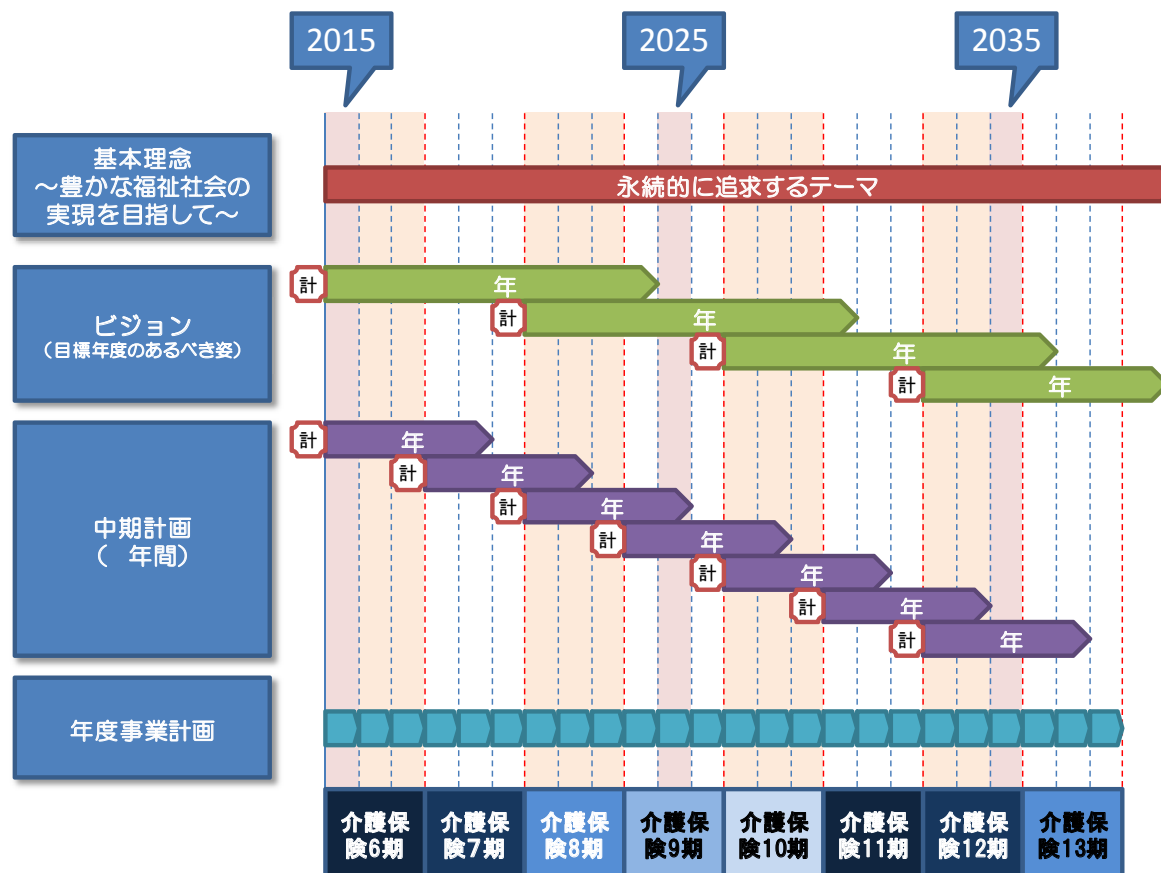 2015
2025
2035
基本理念
~豊かな福祉社会の
実現を目指して~
永続的に追求するテーマ
ビジョン
(目標年度のあるべき姿)
計
年
計
年
計
年
計
年
中期計画
( 年間)
計
年
計
年
計
年
計
年
計
年
計
年
計
年
年度事業計画
介護保
険6期
介護保
険7期
介護保
険8期
介護保
険9期
介護保
険10期
介護保
険11期
介護保
険12期
介護保
険13期